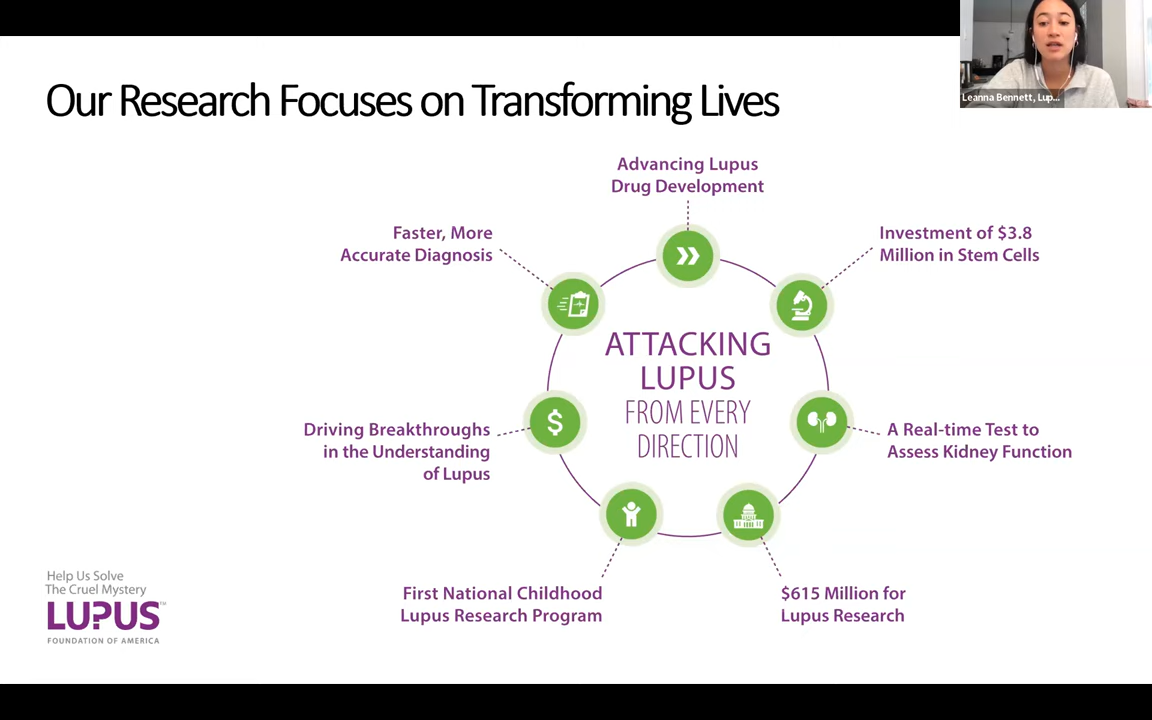 Leanna Bennett, Lup...
Our Research Focuses on Transforming Lives
Advancing Lupus
Drug Development
Faster, More
Accurate Diagnosis
Investment of $3.8
Million in Stem Cells
ATTACKING
LUPUS
FROM EVERY
DIRECTION
Driving Breakthroughs
in the Understanding
of Lupus
A Real-time Test to
Assess Kidney Function
First National Childhood
Lupus Research Program
$615 Million for
Lupus Research
Help Us Solve
The Cruel Mystery
LUPUS™
FOUNDATION OF AMERICA